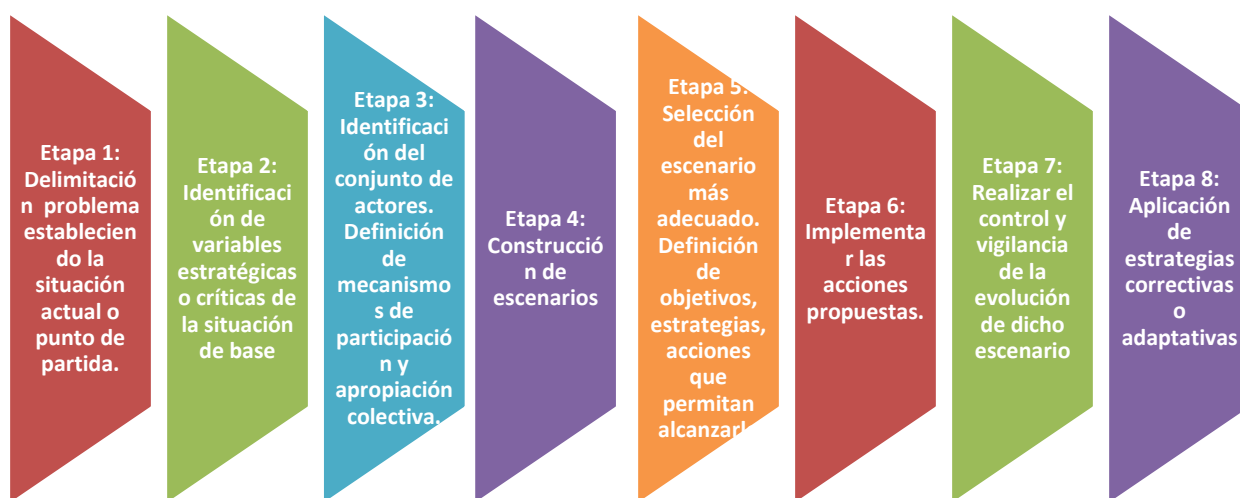 Etapa 1:
Delimitació
n problema
establecien
do la
situación
actual o
punto de
partida.
Etapa 2:
Identificaci
ón de
variables
estratégicas
o críticas de
la situación
de base
Etapa 3:
Identificaci
ón del
conjunto de
actores.
Definición
de
mecanismo
s de
participació
n y
apropiación
colectiva.
Etapa 4:
Construcció
n de
escenarios
Etapa 5:
Selección
del
escenario
más
adecuado.
Definición
de
objetivos,
estrategias,
acciones
que
permitan
Etapa 6:
Implementa
r las
acciones
propuestas.
Etapa 7:
Realizar el
control y
vigilancia
de la
evolución
de dicho
escenario
Etapa 8:
Aplicación
de
estrategias
correctivas
o
adaptativas